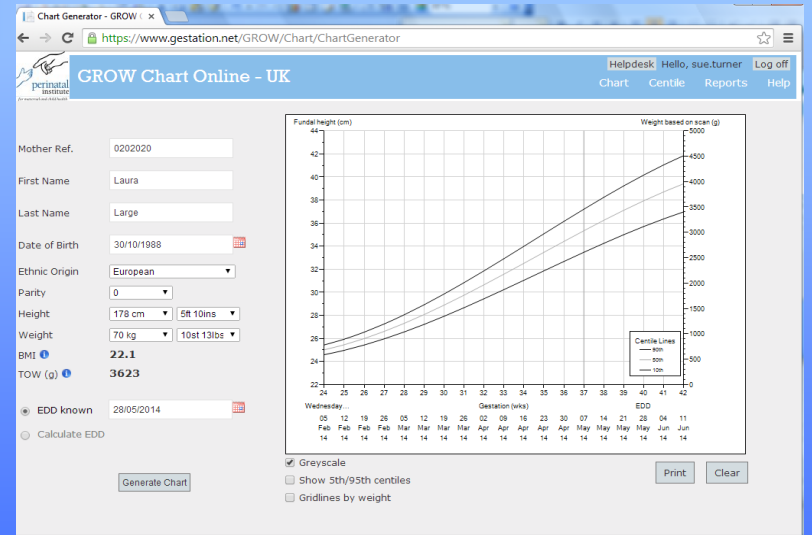 Chart Generator - GROW C ×
https://www.gestation.net/GROW/Chart/ChartGenerator
perinatal
institute
GROW Chart Online - UK
Helpdesk Hello, sue.turner Log off
Chart Centile Reports Help
Mother Ref. 0202020
First Name Laura
Last Name Large
Date of Birth 30/10/1988
Ethnic Origin European
Parity 0
Height 178 cm 5ft 10ins
Weight 70 kg 10st 13lbs
BMI 22.1
TOW (g) 3623
EDD known 28/05/2014
Calculate EDD
Generate Chart
Fundal height (cm) Weight based on scan (g)
44 5000
42 4500
40 4000
38 3500
36 3000
34 2500
32 2000
30 1500
28 1000
26 500
24 0
22
Centile Lines
90th
50th
10th
24 25 26 27 28 29 30 31 32 33 34 35 36 37 38 39 40 41 42
Wednesday... Gestation (wks) EDD
05 12 19 26 05 12 19 26 02 09 16 23 30 07 14 21 28 04 11
Feb Feb Feb Feb Mar Mar Mar Mar Apr Apr Apr Apr Apr May May May May Jun Jun
14 14 14 14 14 14 14 14 14 14 14 14 14 14 14 14 14 14 14
Greyscale
Show 5th/95th centiles
Gridlines by weight
Print Clear